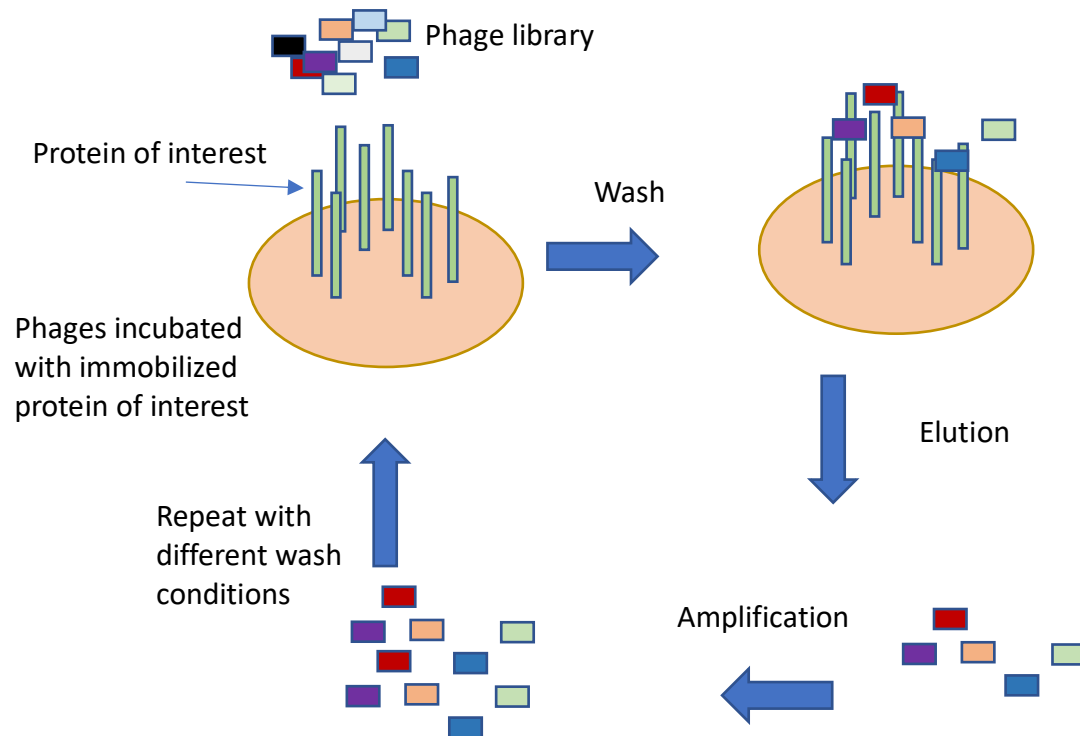 Phage library
Protein of interest
Wash
Phages incubated
with immobilized
protein of interest
Elution
Repeat with
different wash
conditions
Amplification